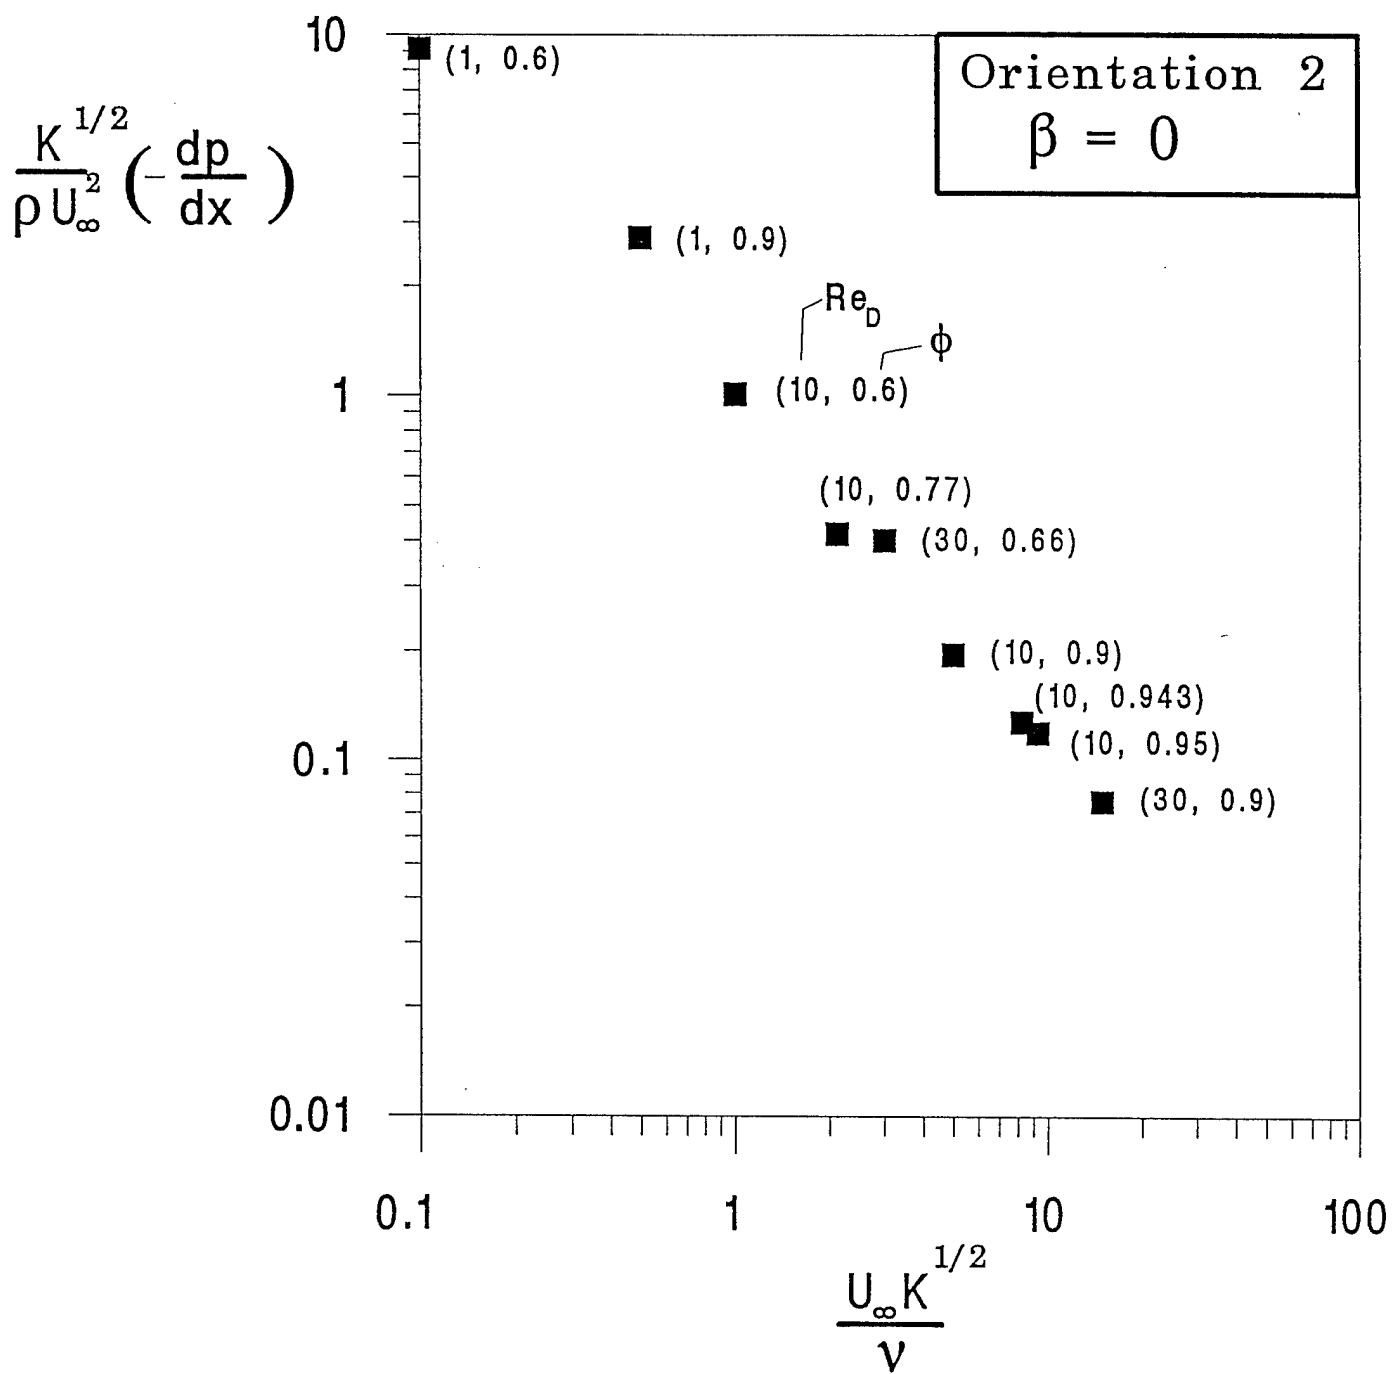 10
(1, 0.6)
Orientation 2
β = 0
K^{1/2} / ρU_∞^2 (-dp/dx)
(1, 0.9)
Re_D
ϕ
1
(10, 0.6)
(10, 0.77)
(30, 0.66)
(10, 0.9)
(10, 0.943)
(10, 0.95)
0.1
(30, 0.9)
0.01
0.1 1 10 100
U_∞ K^{1/2} / ν